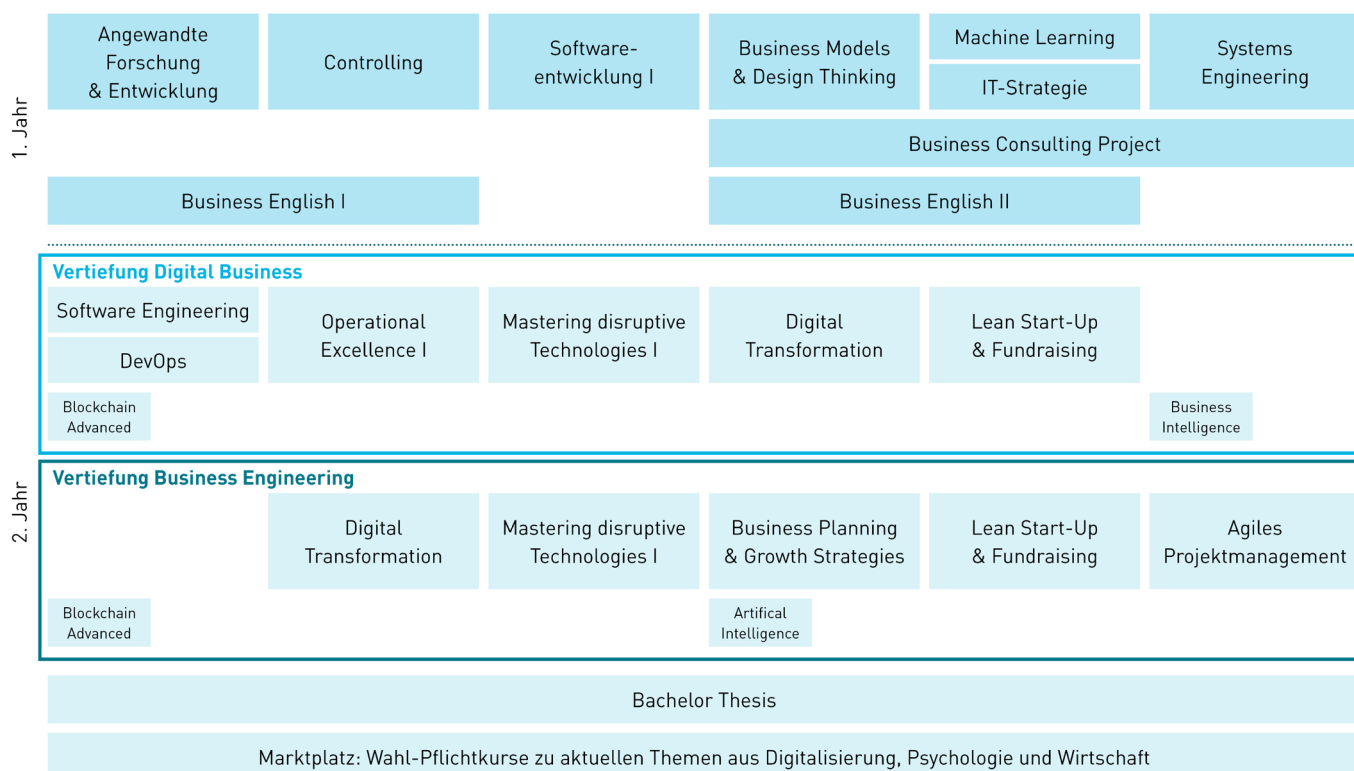 1. Jahr
Angewandte
Forschung
& Entwicklung
Controlling
Software-
entwicklung I
Business Models
& Design Thinking
Machine Learning
IT-Strategie
Systems
Engineering
Business Consulting Project
Business English I
Business English II
2. Jahr
Vertiefung Digital Business
Software Engineering
DevOps
Operational
Excellence I
Mastering disruptive
Technologies I
Digital
Transformation
Lean Start-Up
& Fundraising
Blockchain
Advanced
Business
Intelligence
Vertiefung Business Engineering
Digital
Transformation
Mastering disruptive
Technologies I
Business Planning
& Growth Strategies
Lean Start-Up
& Fundraising
Agiles
Projektmanagement
Blockchain
Advanced
Artifical
Intelligence
Bachelor Thesis
Marktplatz: Wahl-Pflichtkurse zu aktuellen Themen aus Digitalisierung, Psychologie und Wirtschaft